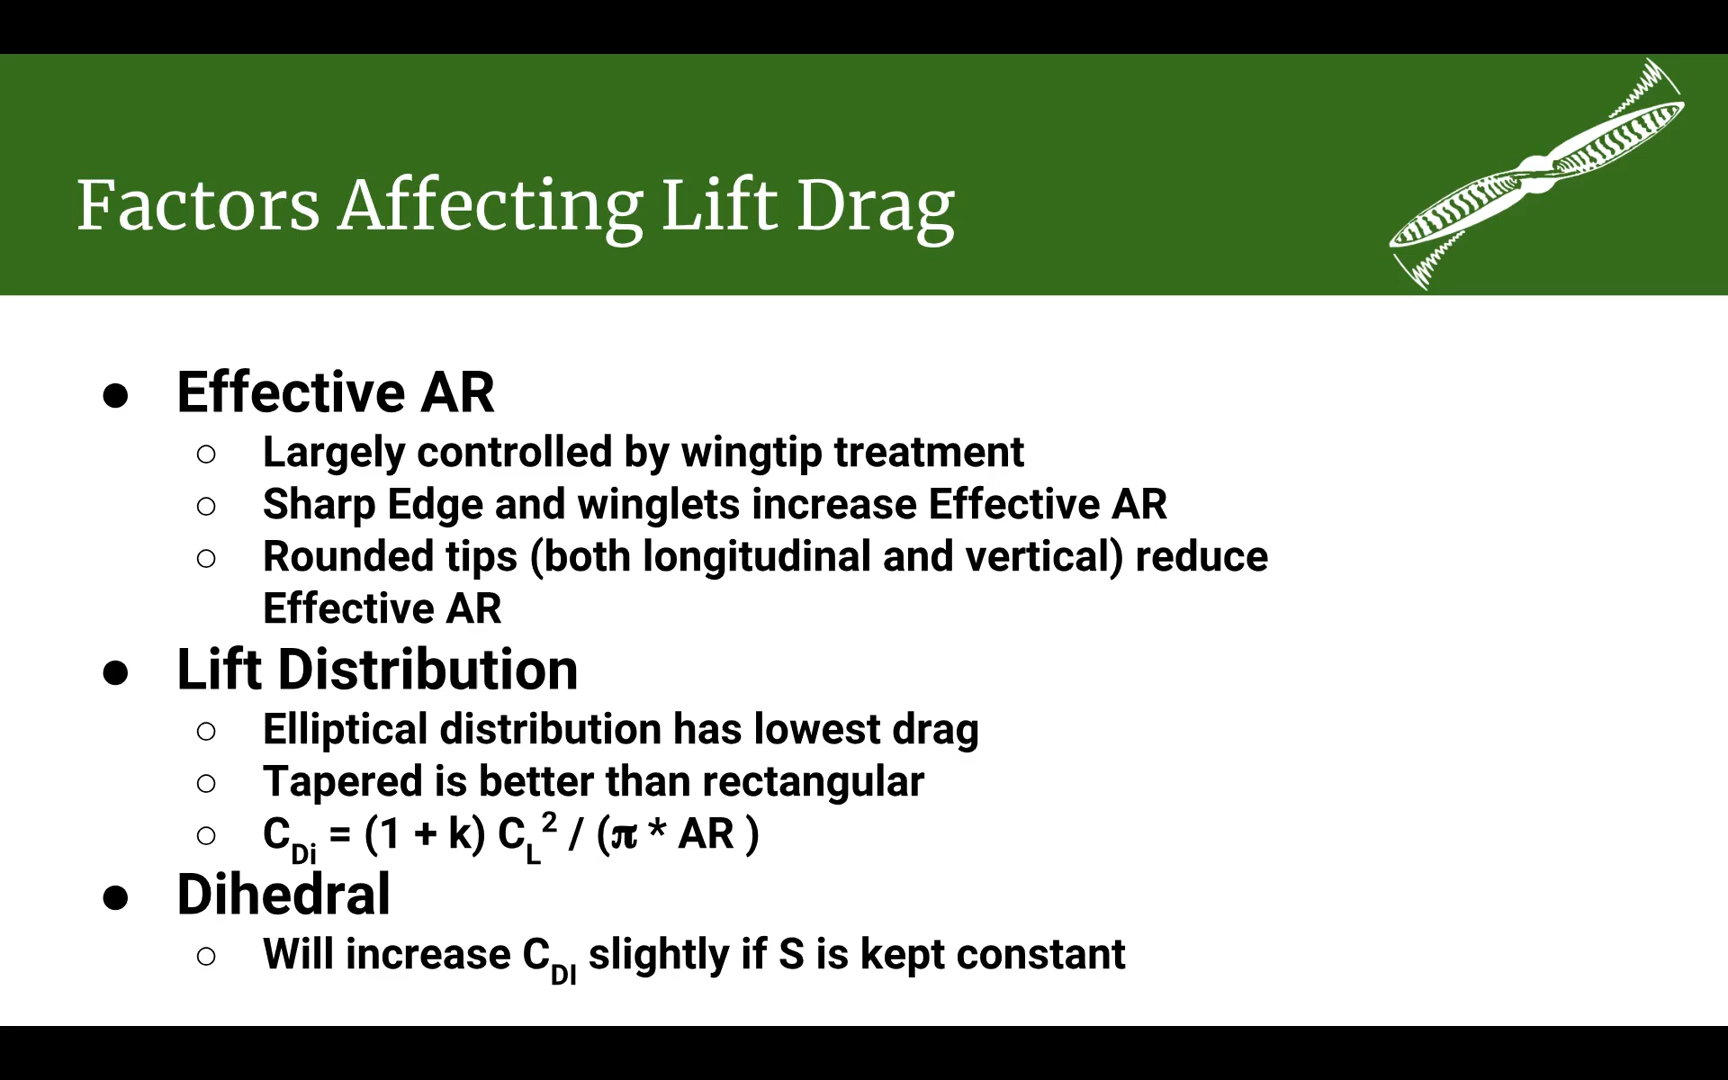 Factors Affecting Lift Drag
● Effective AR
○ Largely controlled by wingtip treatment
○ Sharp Edge and winglets increase Effective AR
○ Rounded tips (both longitudinal and vertical) reduce
Effective AR
● Lift Distribution
○ Elliptical distribution has lowest drag
○ Tapered is better than rectangular
○ C_Di = (1 + k) C_L² / (π * AR )
● Dihedral
○ Will increase C_DI slightly if S is kept constant